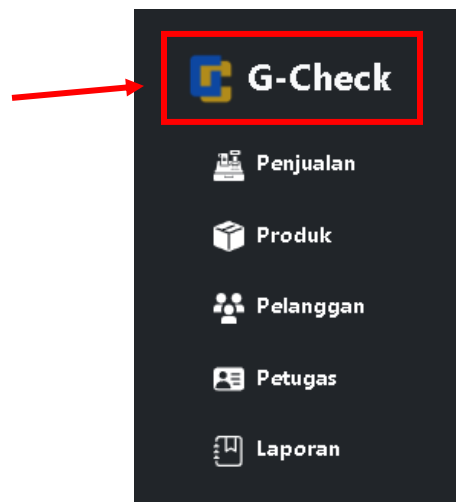 G-Check
Penjualan
Produk
Pelanggan
Petugas
Laporan